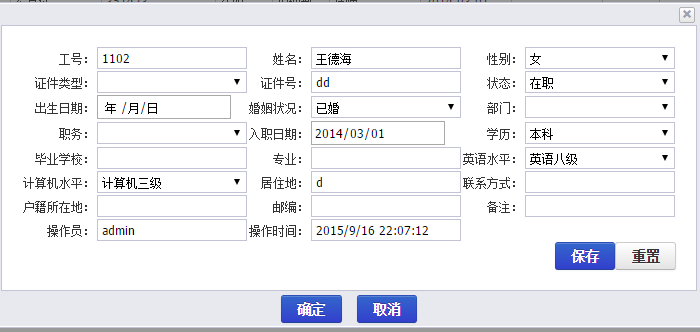 工号： 1102 姓名： 王德海 性别： 女
证件类型： 证件号： dd 状态： 在职
出生日期： 年 /月/日 婚姻状况： 已婚 部门：
职务： 入职日期： 2014/03/01 学历： 本科
毕业学校： 专业： 英语水平： 英语八级
计算机水平： 计算机三级 居住地： d 联系方式：
户籍所在地： 邮编： 备注：
操作员： admin 操作时间： 2015/9/16 22:07:12
保存 重置
确定 取消